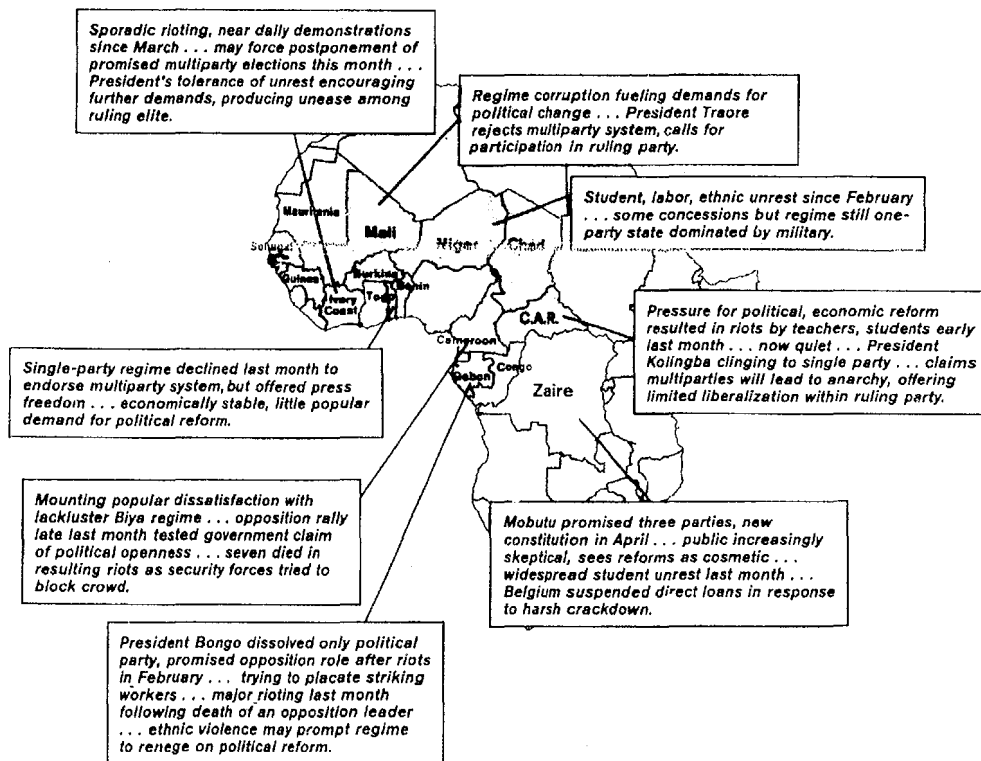 Sporadic rioting, near daily demonstrations
since March . . . may force postponement of
promised multiparty elections this month . . .
President's tolerance of unrest encouraging
further demands, producing unease among
ruling elite.
Regime corruption fueling demands for
political change . . . President Traore
rejects multiparty system, calls for
participation in ruling party.
Student, labor, ethnic unrest since February
. . . some concessions but regime still one-
party state dominated by military.
Mauritania
Mali
Niger
Chad
Senegal
Guinea
Burkina
Benin
Ivory
Coast
Togo
C.A.R.
Cameroon
Gabon
Congo
Zaire
Pressure for political, economic reform
resulted in riots by teachers, students early
last month . . . now quiet . . . President
Kolingba clinging to single party . . . claims
multiparties will lead to anarchy, offering
limited liberalization within ruling party.
Single-party regime declined last month to
endorse multiparty system, but offered press
freedom . . . economically stable, little popular
demand for political reform.
Mounting popular dissatisfaction with
lackluster Biya regime . . . opposition rally
late last month tested government claim
of political openness . . . seven died in
resulting riots as security forces tried to
block crowd.
Mobutu promised three parties, new
constitution in April . . . public increasingly
skeptical, sees reforms as cosmetic . . .
widespread student unrest last month . . .
Belgium suspended direct loans in response
to harsh crackdown.
President Bongo dissolved only political
party, promised opposition role after riots
in February . . . trying to placate striking
workers . . . major rioting last month
following death of an opposition leader
. . . ethnic violence may prompt regime
to renege on political reform.